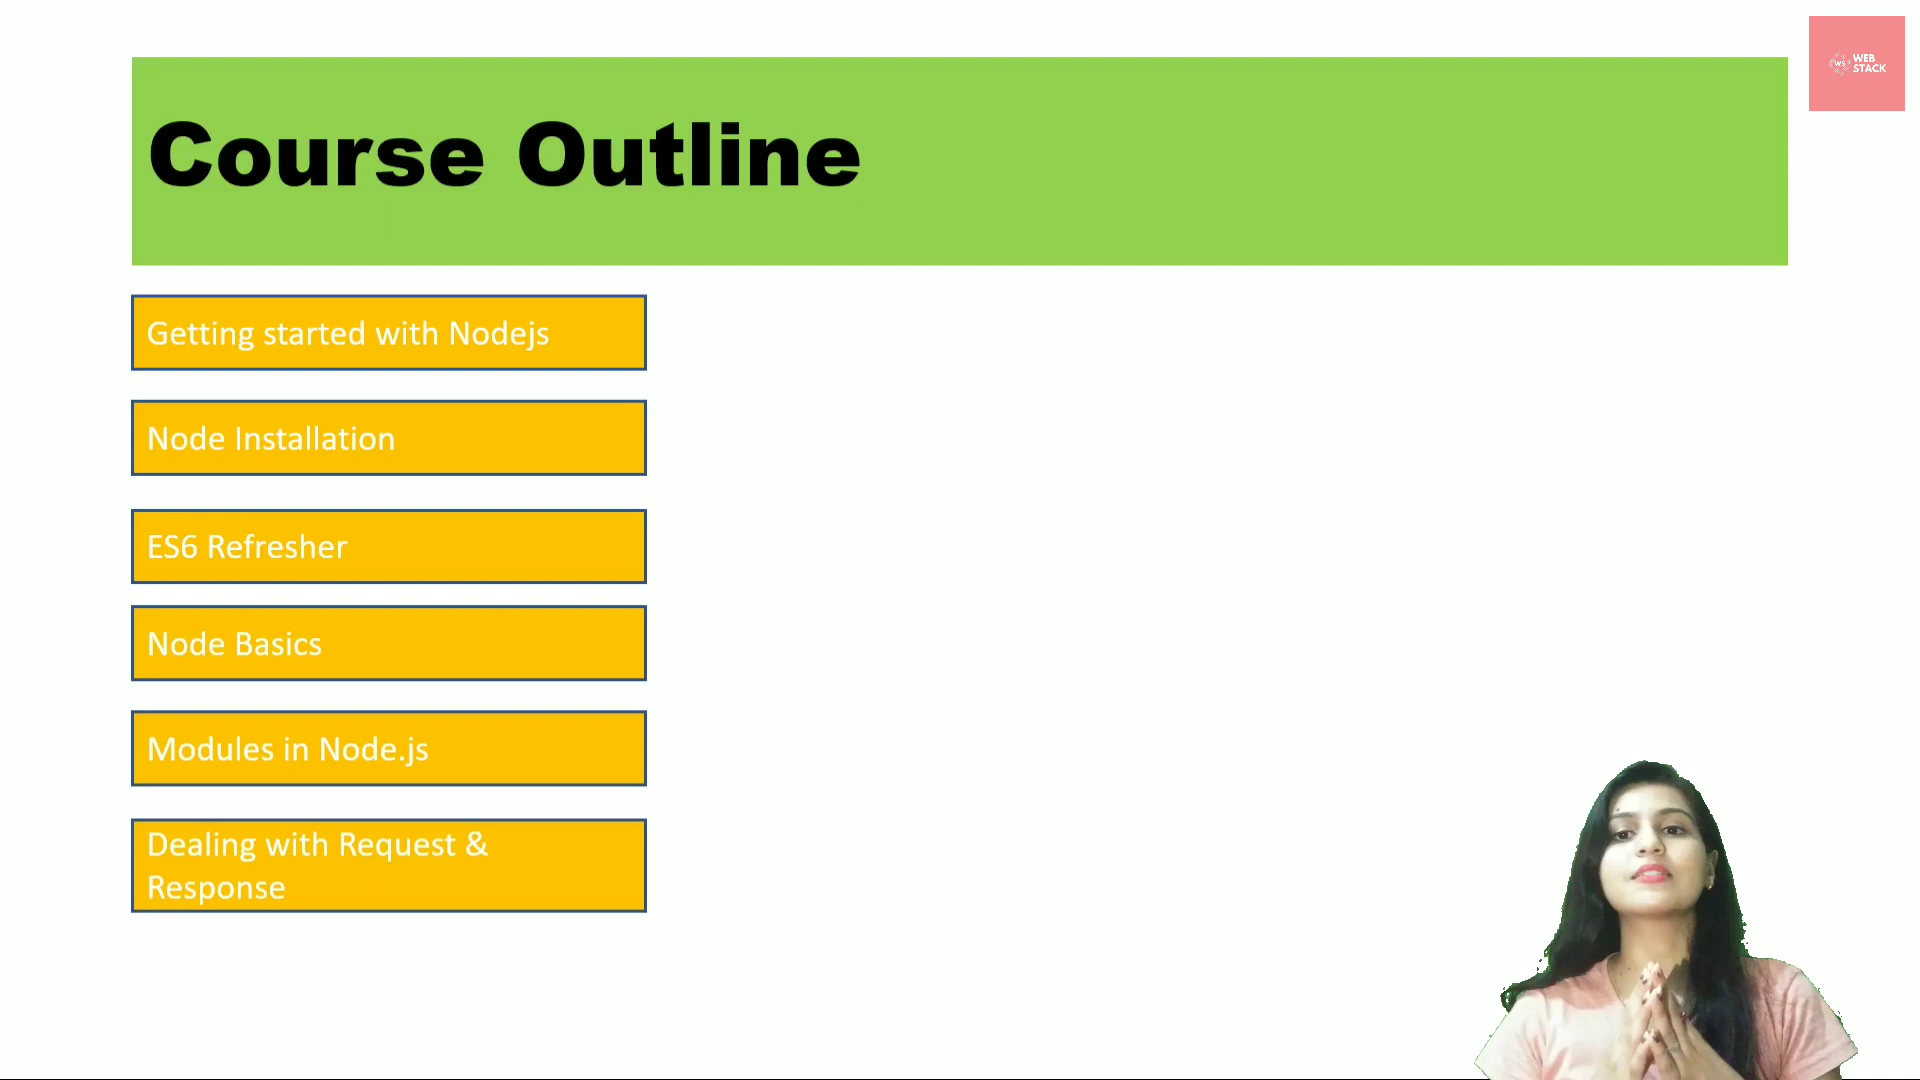 WS WEB
STACK
Course Outline
Getting started with Nodejs
Node Installation
ES6 Refresher
Node Basics
Modules in Node.js
Dealing with Request &
Response